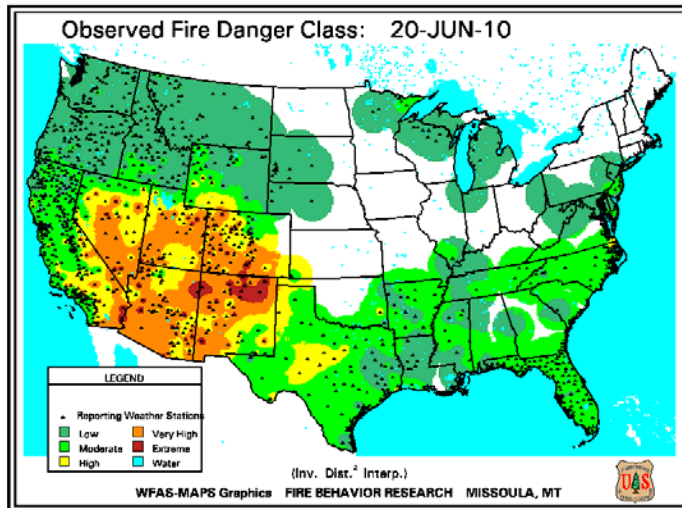 Observed Fire Danger Class: 20-JUN-10
LEGEND
Reporting Weather Stations
Low Very High
Moderate Extreme
High Water
(Inv. Dist.² Interp.)
WFAS-MAPS Graphics FIRE BEHAVIOR RESEARCH MISSOULA, MT
U S